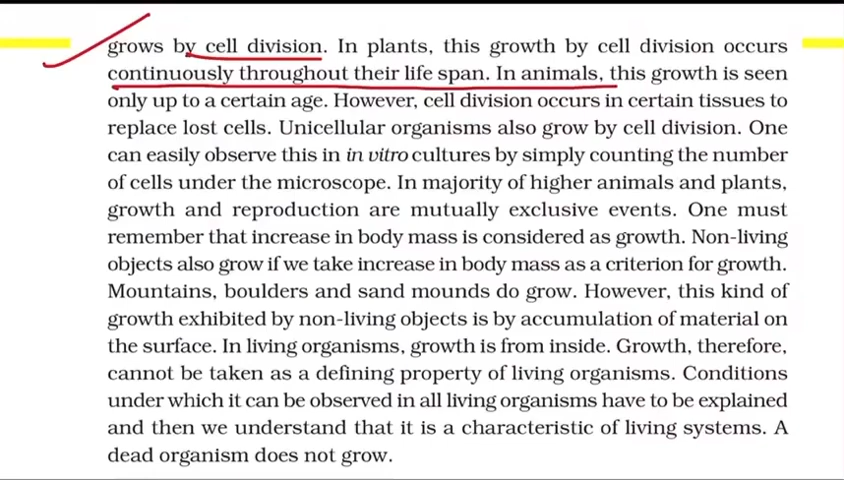 grows by cell division. In plants, this growth by cell division occurs
continuously throughout their life span. In animals, this growth is seen
only up to a certain age. However, cell division occurs in certain tissues to
replace lost cells. Unicellular organisms also grow by cell division. One
can easily observe this in in vitro cultures by simply counting the number
of cells under the microscope. In majority of higher animals and plants,
growth and reproduction are mutually exclusive events. One must
remember that increase in body mass is considered as growth. Non-living
objects also grow if we take increase in body mass as a criterion for growth.
Mountains, boulders and sand mounds do grow. However, this kind of
growth exhibited by non-living objects is by accumulation of material on
the surface. In living organisms, growth is from inside. Growth, therefore,
cannot be taken as a defining property of living organisms. Conditions
under which it can be observed in all living organisms have to be explained
and then we understand that it is a characteristic of living systems. A
dead organism does not grow.